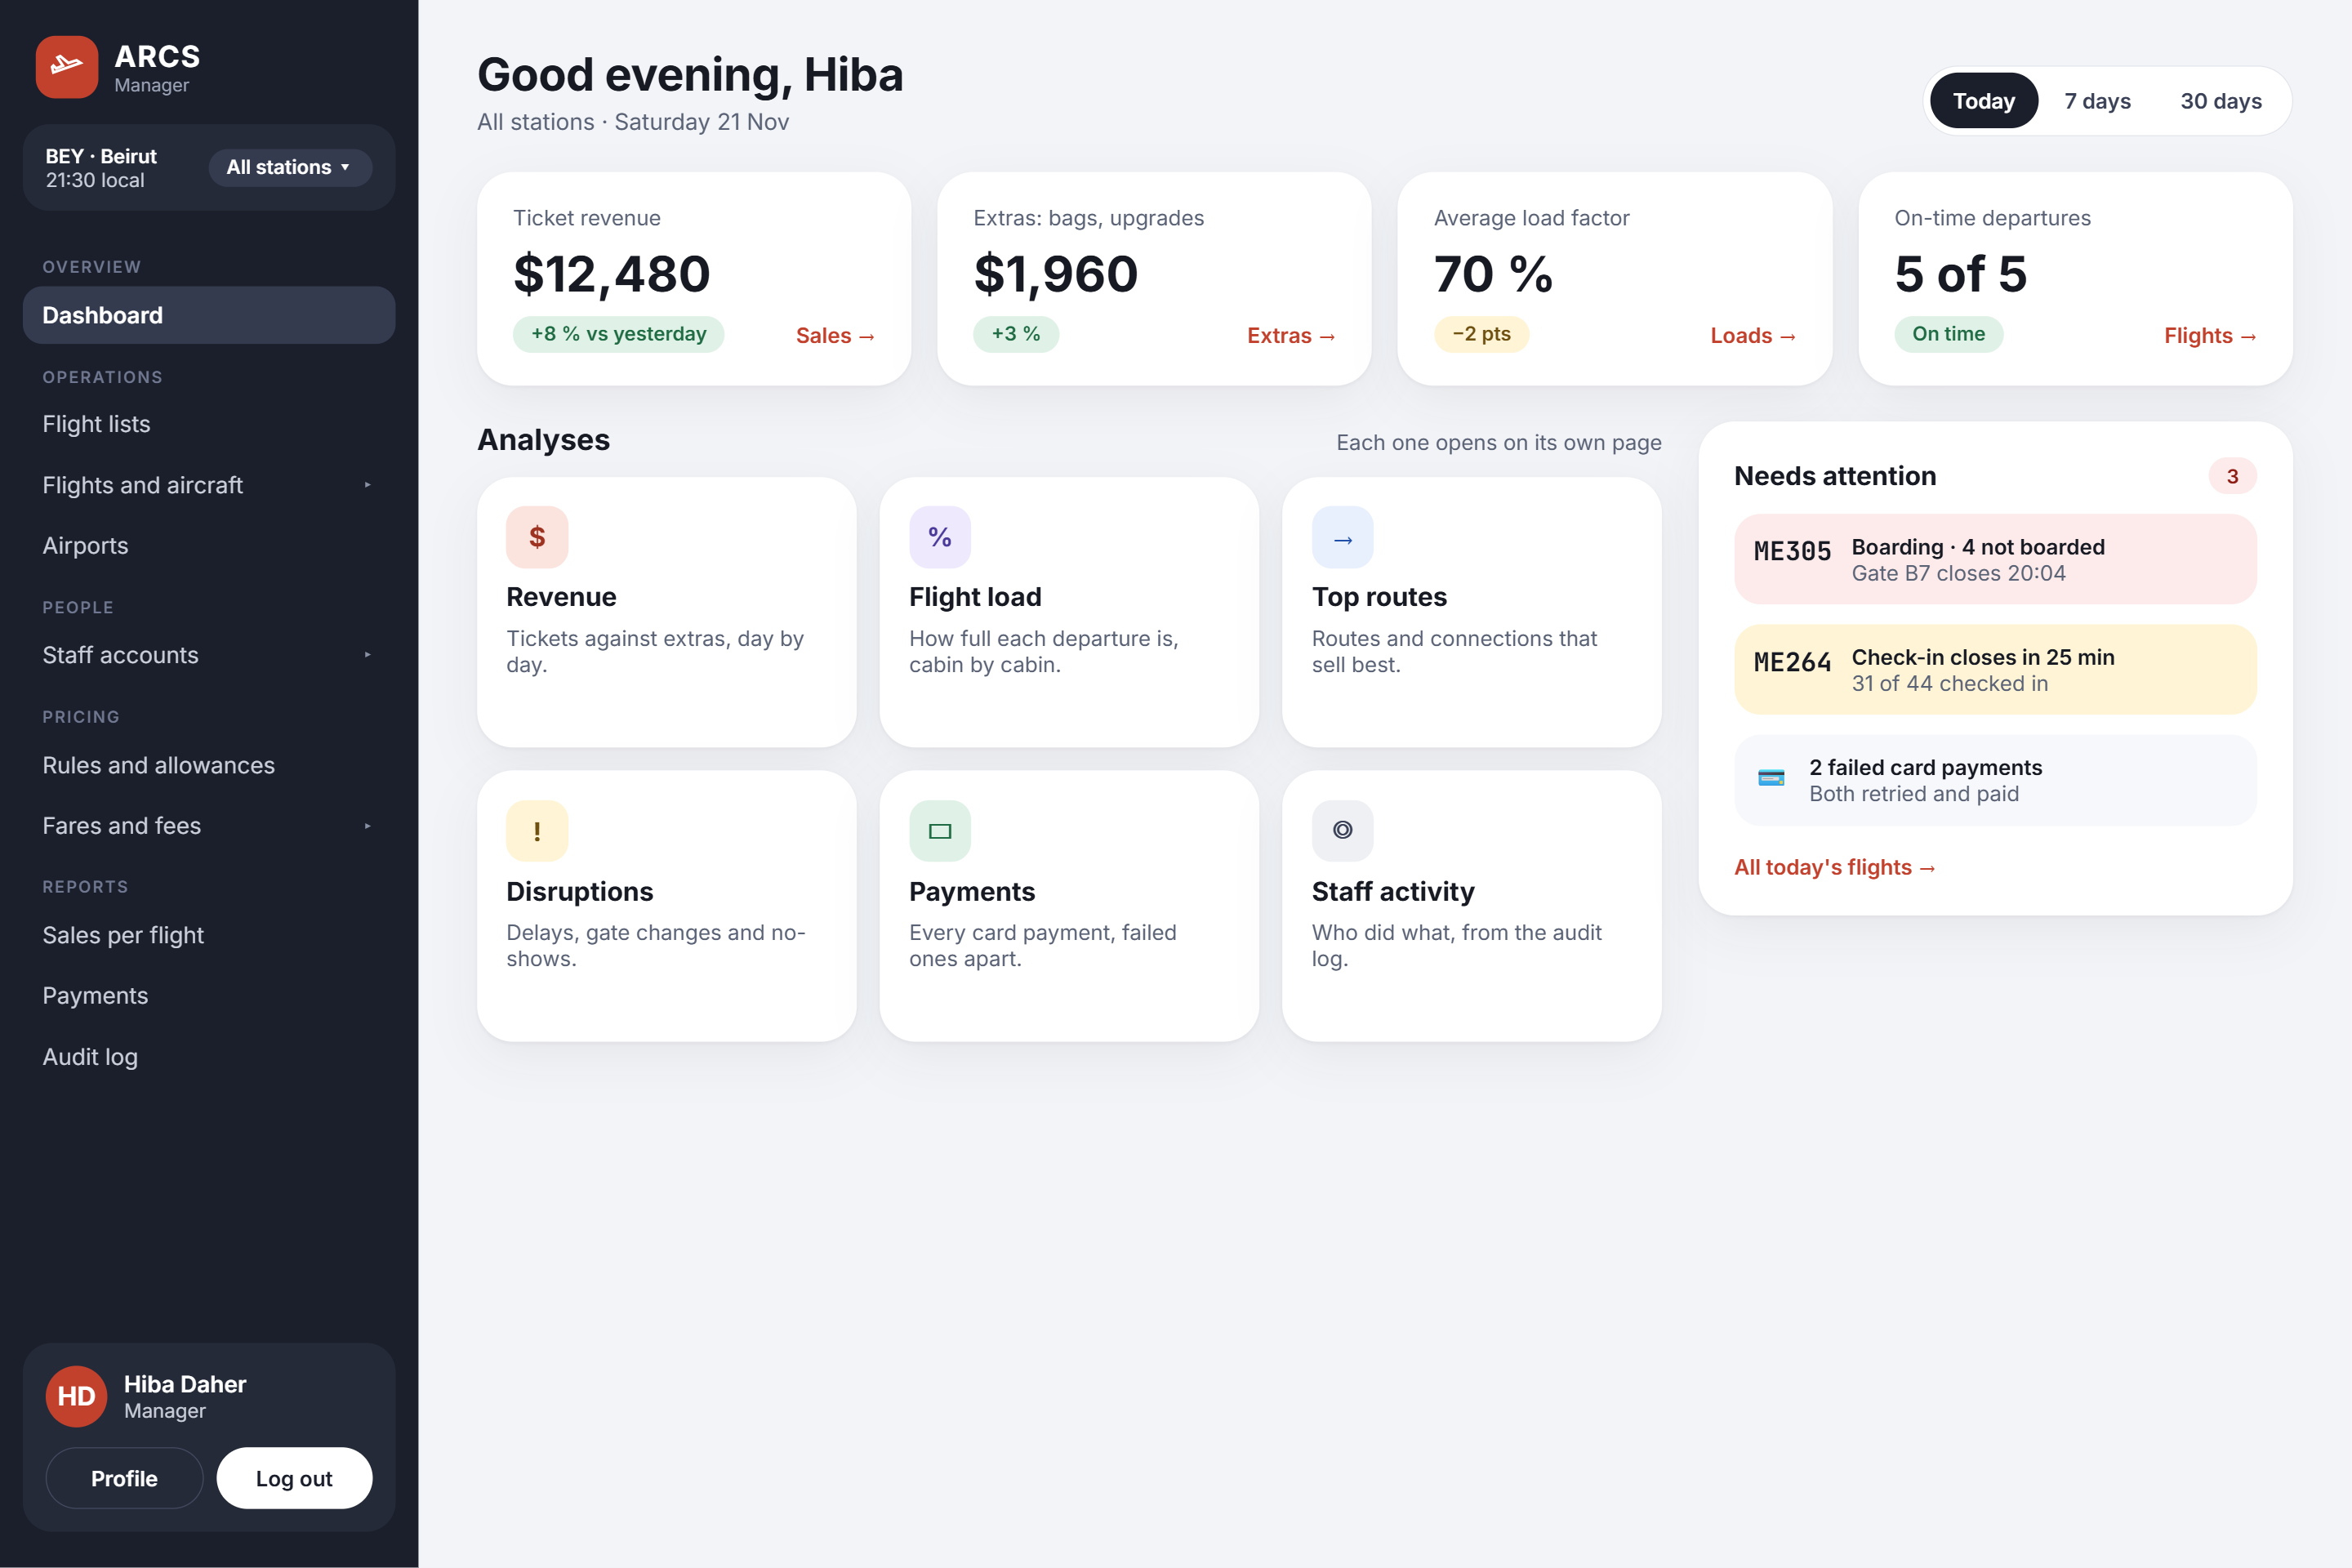 ARCS
Manager
BEY · Beirut
21:30 local
All stations ▾
OVERVIEW
Dashboard
OPERATIONS
Flight lists
Flights and aircraft ▸
Airports
PEOPLE
Staff accounts ▸
PRICING
Rules and allowances
Fares and fees ▸
REPORTS
Sales per flight
Payments
Audit log
HD
Hiba Daher
Manager
Profile
Log out
Good evening, Hiba
All stations · Saturday 21 Nov
Today
7 days
30 days
Ticket revenue
$12,480
+8 % vs yesterday
Sales →
Extras: bags, upgrades
$1,960
+3 %
Extras →
Average load factor
70 %
−2 pts
Loads →
On-time departures
5 of 5
On time
Flights →
Analyses
Each one opens on its own page
$
Revenue
Tickets against extras, day by
day.
%
Flight load
How full each departure is,
cabin by cabin.
→
Top routes
Routes and connections that
sell best.
!
Disruptions
Delays, gate changes and no-
shows.
Payments
Every card payment, failed
ones apart.
Staff activity
Who did what, from the audit
log.
Needs attention
3
ME305
Boarding · 4 not boarded
Gate B7 closes 20:04
ME264
Check-in closes in 25 min
31 of 44 checked in
2 failed card payments
Both retried and paid
All today's flights →